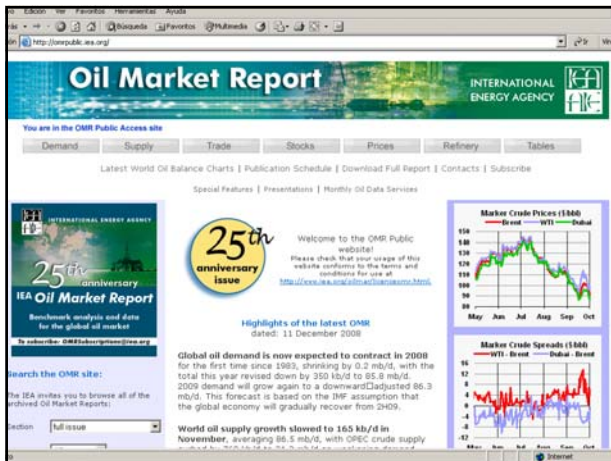 Edición Ver Favoritos Herramientas Ayuda
Búsqueda Favoritos Multimedia
http://omrpublic.iea.org/
Ir
Oil Market Report
INTERNATIONAL
ENERGY AGENCY
You are in the OMR Public Access site
Demand Supply Trade Stocks Prices Refinery Tables
Latest World Oil Balance Charts | Publication Schedule | Download Full Report | Contacts | Subscribe
Special Features | Presentations | Monthly Oil Data Services
INTERNATIONAL ENERGY AGENCY
25th
anniversary
IEA Oil Market Report
Benchmark analysis and data
for the global oil
market
To subscribe: OMRSubscriptions@iea.org
Search the OMR site:
The IEA invites you to browse all of the
archived Oil Market Reports:
Section full issue
25th
anniversary
issue
Welcome to the OMR Public
website!
Please check that your usage of this
website conforms to the terms and
conditions for use at
Highlights of the latest OMR
dated: 11 December 2008
Global oil demand is now expected to contract in 2008
for the first time since 1983, shrinking by 0.2 mb/d, with the
total this year revised down by 350 kb/d to 85.8 mb/d.
2009 demand will grow again to a downward□adjusted 86.3
mb/d. This forecast is based on the IMF assumption that
the global economy will gradually recover from 2H09.
World oil supply growth slowed to 165 kb/d in
November, averaging 86.5 mb/d, with OPEC crude supply
Marker Crude Prices ($/bbl)
Brent WTI Dubai
150
140
130
120
110
100
90
80
May Jun Jul Aug Sep Oct
Marker Crude Spreads ($/bbl)
WTI - Brent Dubai - Brent
16
12
8
4
0
-4
-8
-12
May Jun Jul Aug Sep Oct
Internet